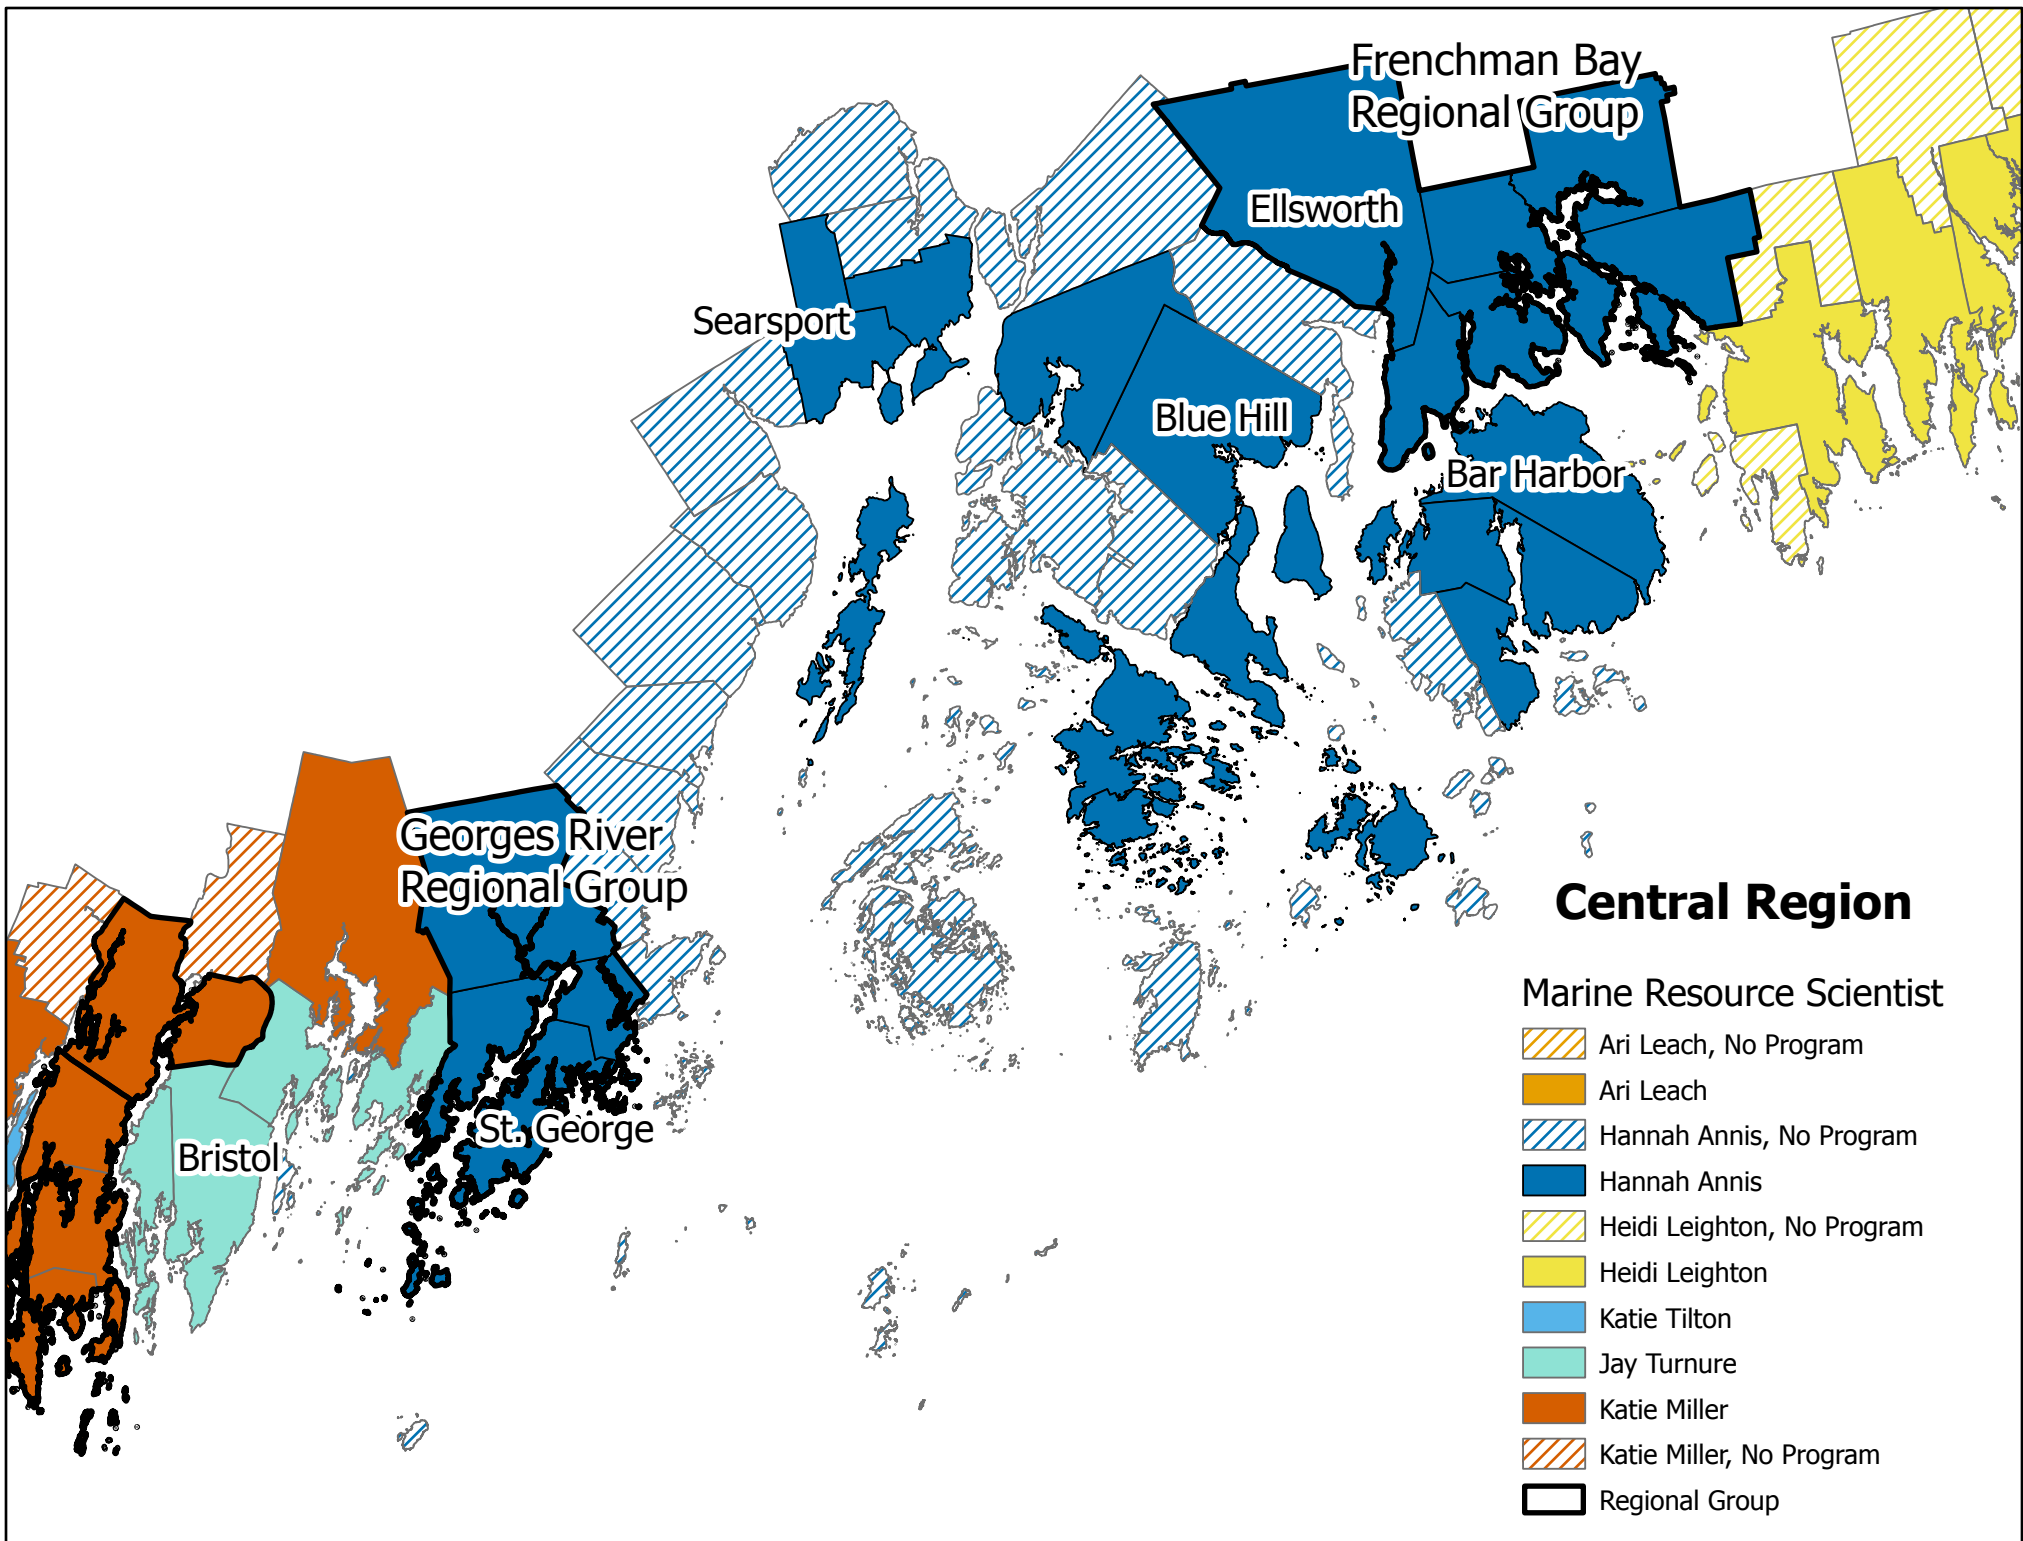 Frenchman Bay
Regional Group
Ellsworth
Searsport
Blue Hill
Bar Harbor
Georges River
Regional Group
St. George
Bristol
Central Region
Marine Resource Scientist
Ari Leach, No Program
Ari Leach
Hannah Annis, No Program
Hannah Annis
Heidi Leighton, No Program
Heidi Leighton
Katie Tilton
Jay Turnure
Katie Miller
Katie Miller, No Program
Regional Group